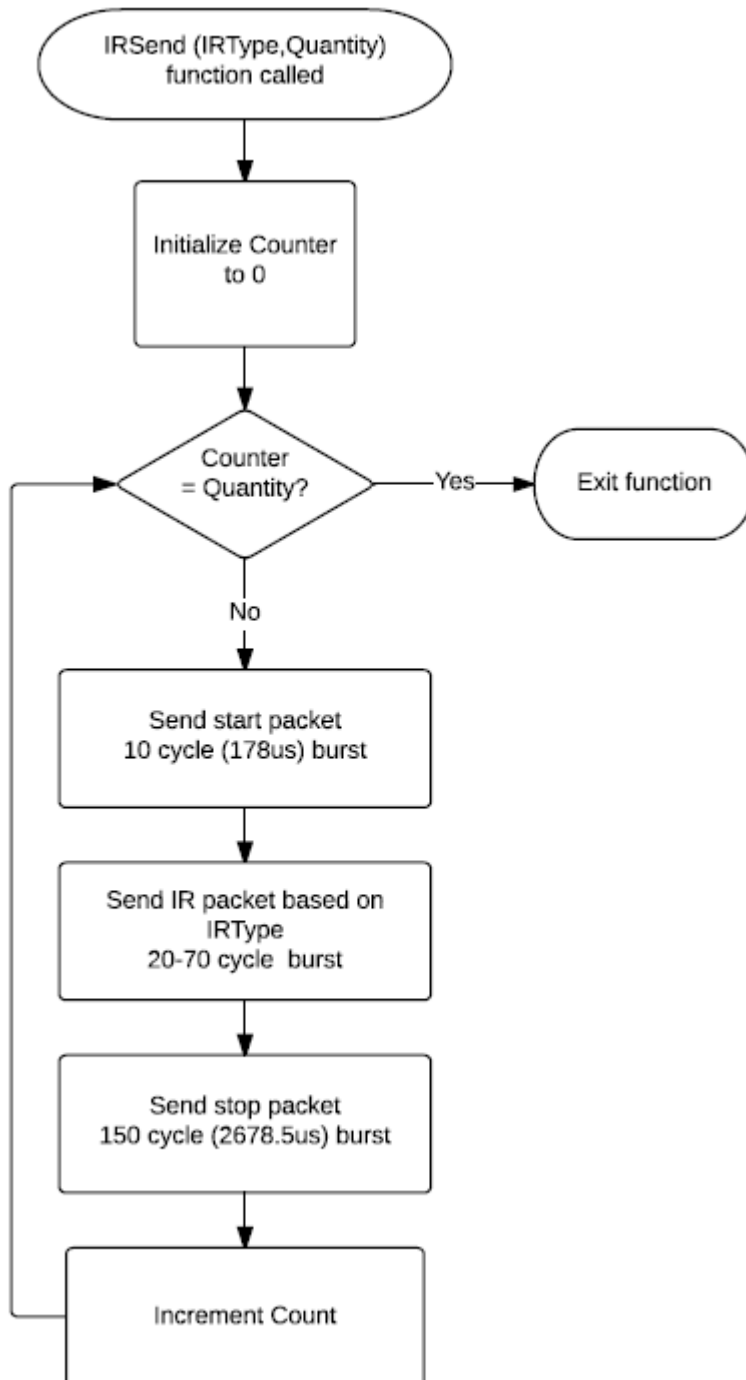 IRSend (IRType,Quantity)
function called
Initialize Counter
to 0
Counter
= Quantity?
Yes
Exit function
No
Send start packet
10 cycle (178us) burst
Send IR packet based on
IRType
20-70 cycle burst
Send stop packet
150 cycle (2678.5us) burst
Increment Count